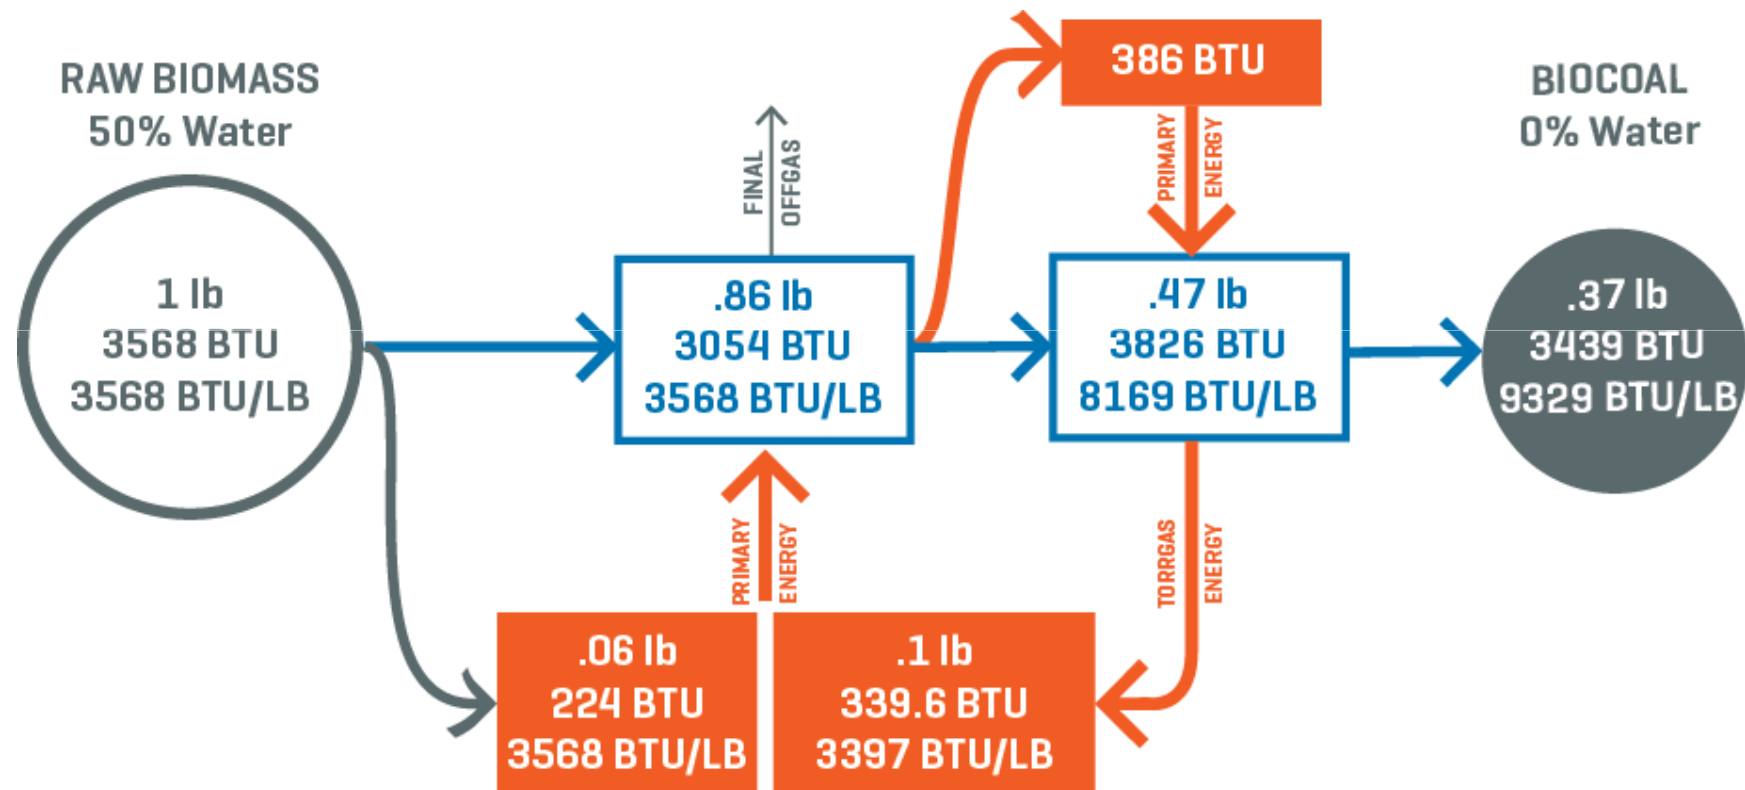 RAW BIOMASS
50% Water
1 lb
3568 BTU
3568 BTU/LB
FINAL
OFFGAS
.86 lb
3054 BTU
3568 BTU/LB
386 BTU
PRIMARY
ENERGY
.47 lb
3826 BTU
8169 BTU/LB
BIOCOAL
0% Water
.37 lb
3439 BTU
9329 BTU/LB
PRIMARY
ENERGY
TORRGAS
ENERGY
.06 lb
224 BTU
3568 BTU/LB
.1 lb
339.6 BTU
3397 BTU/LB